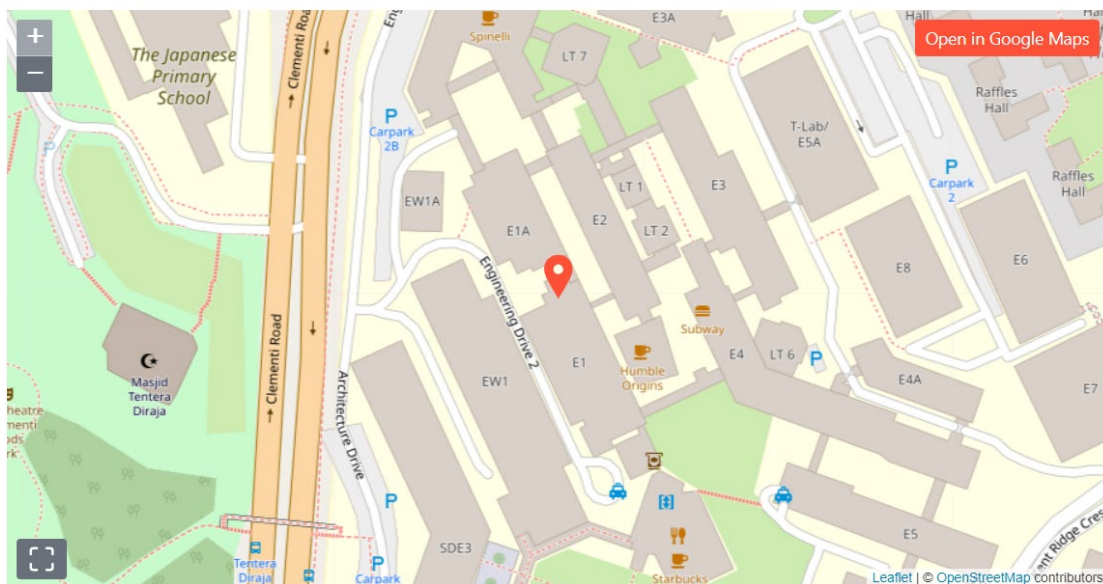 +
−
The Japanese
Primary
School
Clementi Road
Spinelli
E3A
LT 7
Open in Google Maps
Raffles
Hall
T-Lab/
E5A
P
Carpark
2B
P
Carpark
2
Raffles
Hall
EW1A
LT 1
E3
E2
LT 2
E1A
E8
E6
Engineering Drive 2
Subway
Clementi Road
E4
LT 6
P
E1
Humble
Origins
EW1
E4A
E7
Masjid
Tentera
Diraja
Architecture Drive
P
E5
SDE3
P
Carpark
Tentera
Diraja
Starbucks
Leaflet | © OpenStreetMap contributors